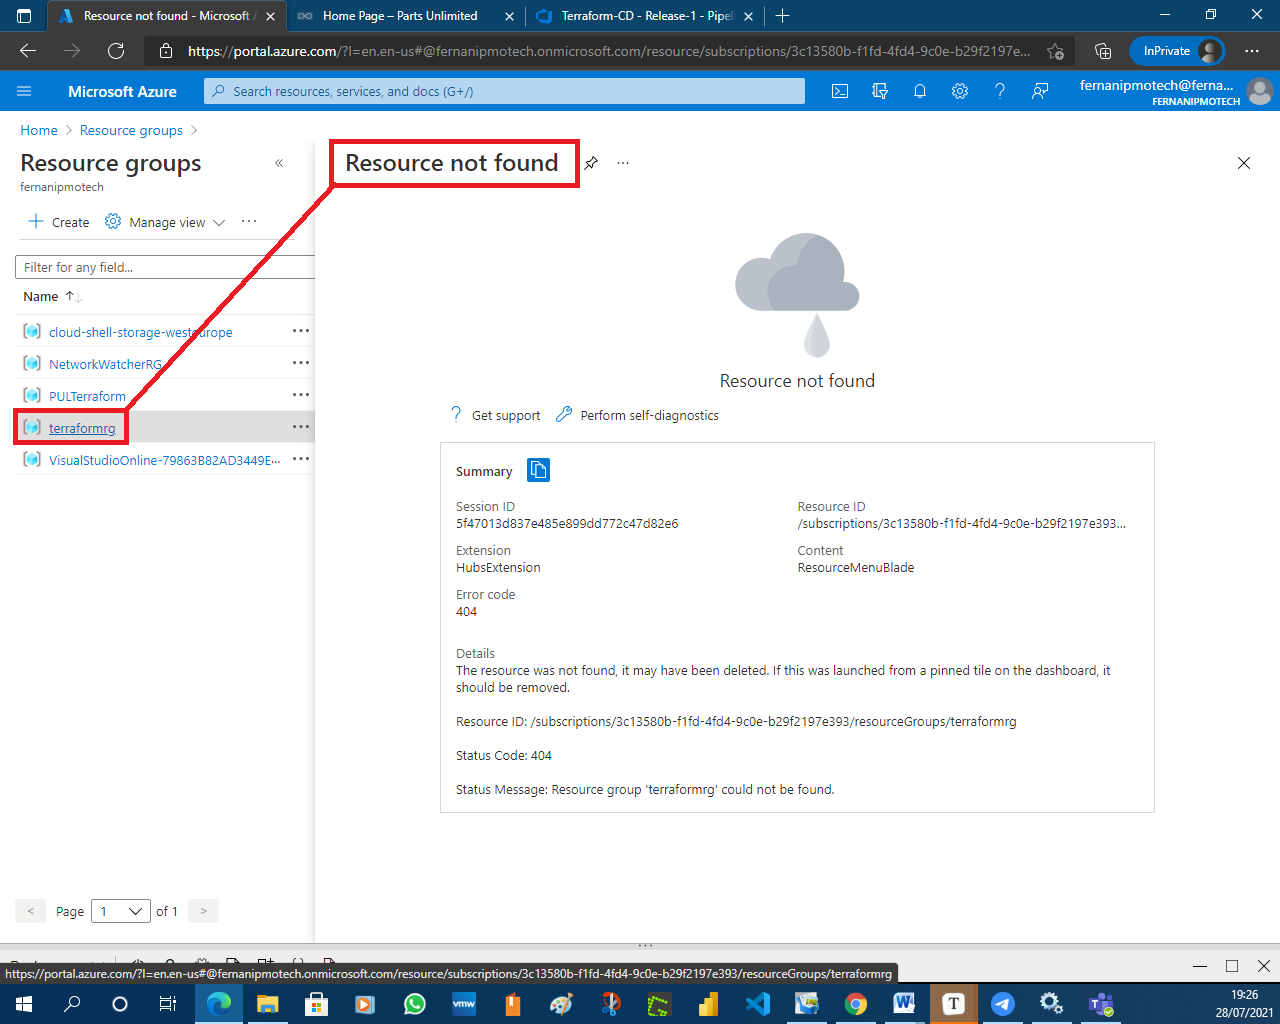 Resource not found - Microsoft A
Home Page – Parts Unlimited
Terraform-CD - Release-1 - Pipel
https://portal.azure.com/?l=en.en-us#@fernanipmotech.onmicrosoft.com/resource/subscriptions/3c13580b-f1fd-4fd4-9c0e-b29f2197e...
InPrivate
Microsoft Azure
Search resources, services, and docs (G+/)
fernanipmotech@ferna...
FERNANIPMOTECH
Home
Resource groups
Resource groups
fernanipmotech
Create
Manage view
Filter for any field...
Name
cloud-shell-storage-westeurope
NetworkWatcherRG
PULTerraform
terraformrg
VisualStudioOnline-79863B82AD3449E...
< Page 1 of 1 >
Resource not found
Resource not found
Get support
Perform self-diagnostics
Summary
Session ID
5f47013d837e485e899dd772c47d82e6
Resource ID
/subscriptions/3c13580b-f1fd-4fd4-9c0e-b29f2197e393...
Extension
HubsExtension
Content
ResourceMenuBlade
Error code
404
Details
The resource was not found, it may have been deleted. If this was launched from a pinned tile on the dashboard, it
should be removed.
Resource ID: /subscriptions/3c13580b-f1fd-4fd4-9c0e-b29f2197e393/resourceGroups/terraformrg
Status Code: 404
Status Message: Resource group 'terraformrg' could not be found.
https://portal.azure.com/?l=en.en-us#@fernanipmotech.onmicrosoft.com/resource/subscriptions/3c13580b-f1fd-4fd4-9c0e-b29f2197e393/resourceGroups/terraformrg
vmw
19:26
28/07/2021